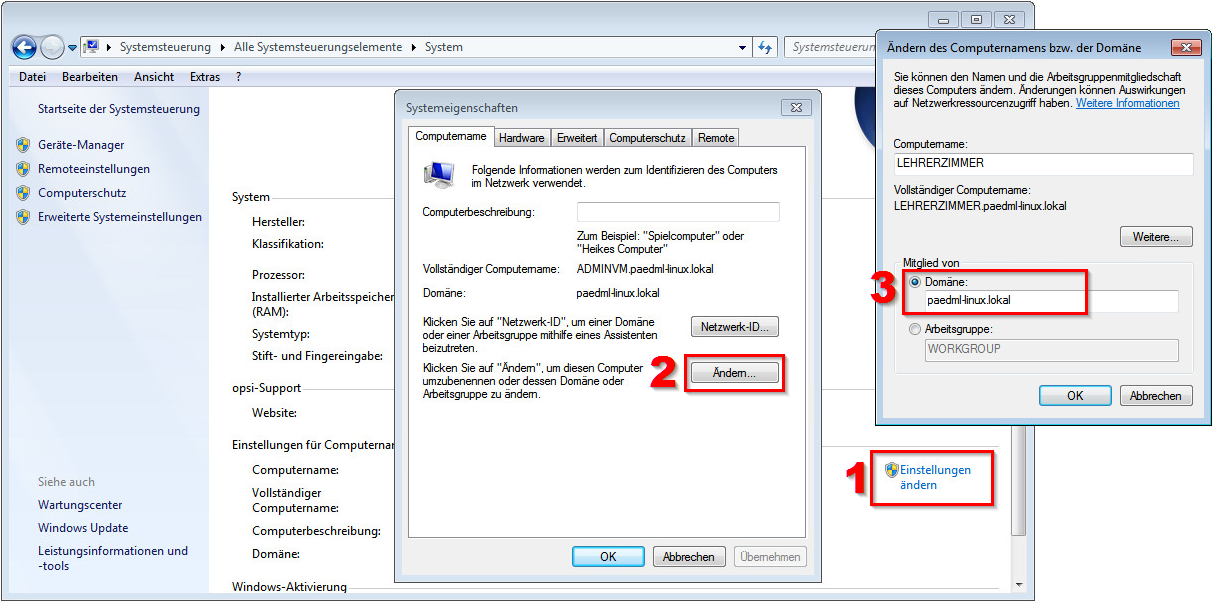 Systemsteuerung
Alle Systemsteuerungselemente
System
Systemsteuerun
Datei Bearbeiten Ansicht Extras ?
Startseite der Systemsteuerung
Geräte-Manager
Remoteeinstellungen
Computerschutz
Erweiterte Systemeinstellungen
Siehe auch
Wartungscenter
Windows Update
Leistungsinformationen und
-tools
System
Hersteller:
Klassifikation:
Prozessor:
Installierter Arbeitsspeicher
(RAM):
Systemtyp:
Stift- und Fingereingabe:
opsi-Support
Website:
Einstellungen für Computernar
Computername:
Vollständiger
Computername:
Computerbeschreibung:
Domäne:
Windows-Aktivierung
1
Einstellungen
ändern
Systemeigenschaften
Computername Hardware Erweitert Computerschutz Remote
Folgende Informationen werden zum Identifizieren des Computers
im Netzwerk verwendet.
Computerbeschreibung:
Zum Beispiel: "Spielcomputer" oder
"Heikes Computer"
Vollständiger Computername: ADMINVM.paedml-linux.lokal
Domäne: paedml-linux.lokal
Klicken Sie auf "Netzwerk-ID", um einer Domäne
oder einer Arbeitsgruppe mithilfe eines Assistenten
beizutreten.
Netzwerk-ID...
Klicken Sie auf "Ändern", um diesen Computer
umzubenennen oder dessen Domäne oder
Arbeitsgruppe zu ändern.
2
Ändern...
OK Abbrechen Übernehmen
Ändern des Computernamens bzw. der Domäne
Sie können den Namen und die Arbeitsgruppenmitgliedschaft
dieses Computers ändern. Änderungen können Auswirkungen
auf Netzwerkressourcenzugriff haben. Weitere Informationen
Computername:
LEHRERZIMMER
Vollständiger Computername:
LEHRERZIMMER.paedml-linux.lokal
Weitere...
Mitglied von
3
Domäne:
paedml-linux.lokal
Arbeitsgruppe:
WORKGROUP
OK Abbrechen